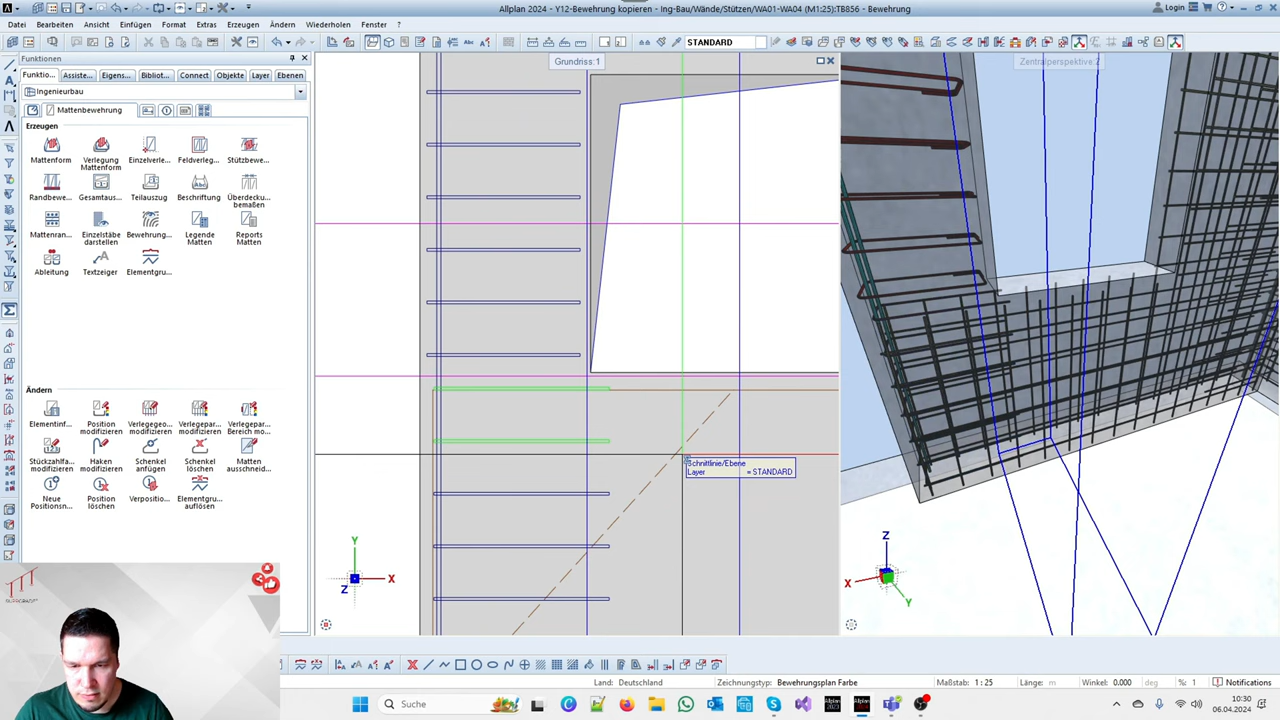 Allplan 2024 - Y12-Bewehrung kopieren - Ing-Bau/Wände/Stützen/WA01-WA04 (M1:25):TB856 - Bewehrung
Login
Datei Bearbeiten Ansicht Einfügen Format Extras Erzeugen Ändern Wiederholen Fenster ?
STANDARD
Funktionen
Funktio... Assiste... Eigens... Bibliot... Connect Objekte Layer Ebenen
Ingenieurbau
Mattenbewehrung
Erzeugen
Mattenform Verlegung Mattenform Einzelverle... Feldverleg... Stützbewe...
Randbewe... Gesamtaus... Teilauszug Beschriftung Überdecku... bemaßen
Mattenran... Einzelstäbe darstellen Bewehrung... Legende Matten Reports Matten
Ableitung Textzeiger Elementgru...
Ändern
Elementinf... Position modifizieren Verlegegeo... modifizieren Verlegepar... modifizieren Verlegepar... Bereich mo...
Stückzahlfa... modifizieren Haken modifizieren Schenkel anfügen Schenkel löschen Matten ausschneid...
Neue Positionsn... Position löschen Verpositio... Elementgru... auflösen
Grundriss:1
Zentralperspektive:2
Schnittlinie/Ebene
Layer = STANDARD
Y
X
Z
Z
X
Y
Land: Deutschland Zeichnungstyp: Bewehrungsplan Farbe Maßstab: 1 : 25 Länge: m Winkel: 0.000 deg %: 1 Notifications
Suche
10:30
06.04.2024